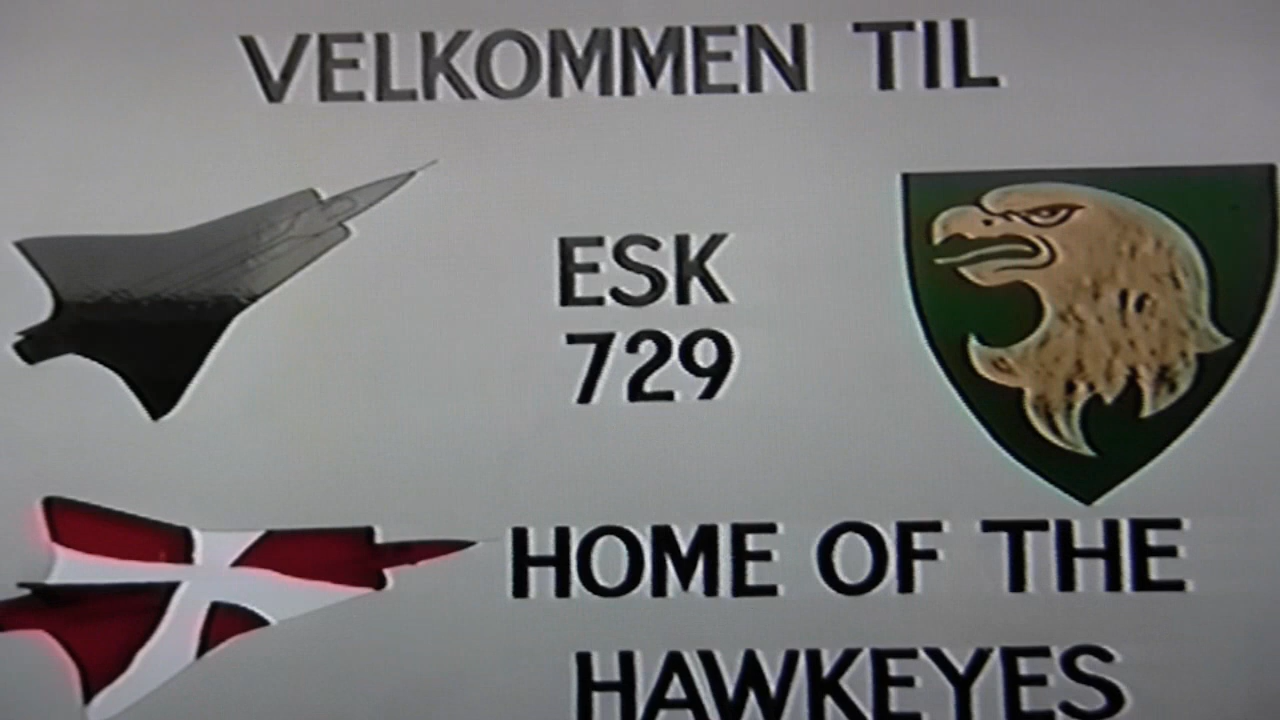 VELKOMMEN TIL
ESK
729
HOME OF THE
HAWKEYES